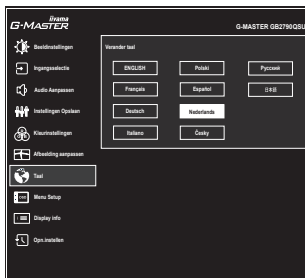 iiyama
G-MASTER
G-MASTER GB2790QSU
Beeldinstellingen
Ingangsselectie
Audio Aanpassen
Instellingen Opslaan
Kleurinstellingen
Afbeelding aanpassen
Taal
Menu Setup
Display info
Opn.instellen
Verander taal
ENGLISH
Polski
Русский
Français
Español
日本語
Deutsch
Nederlands
Italiano
Česky